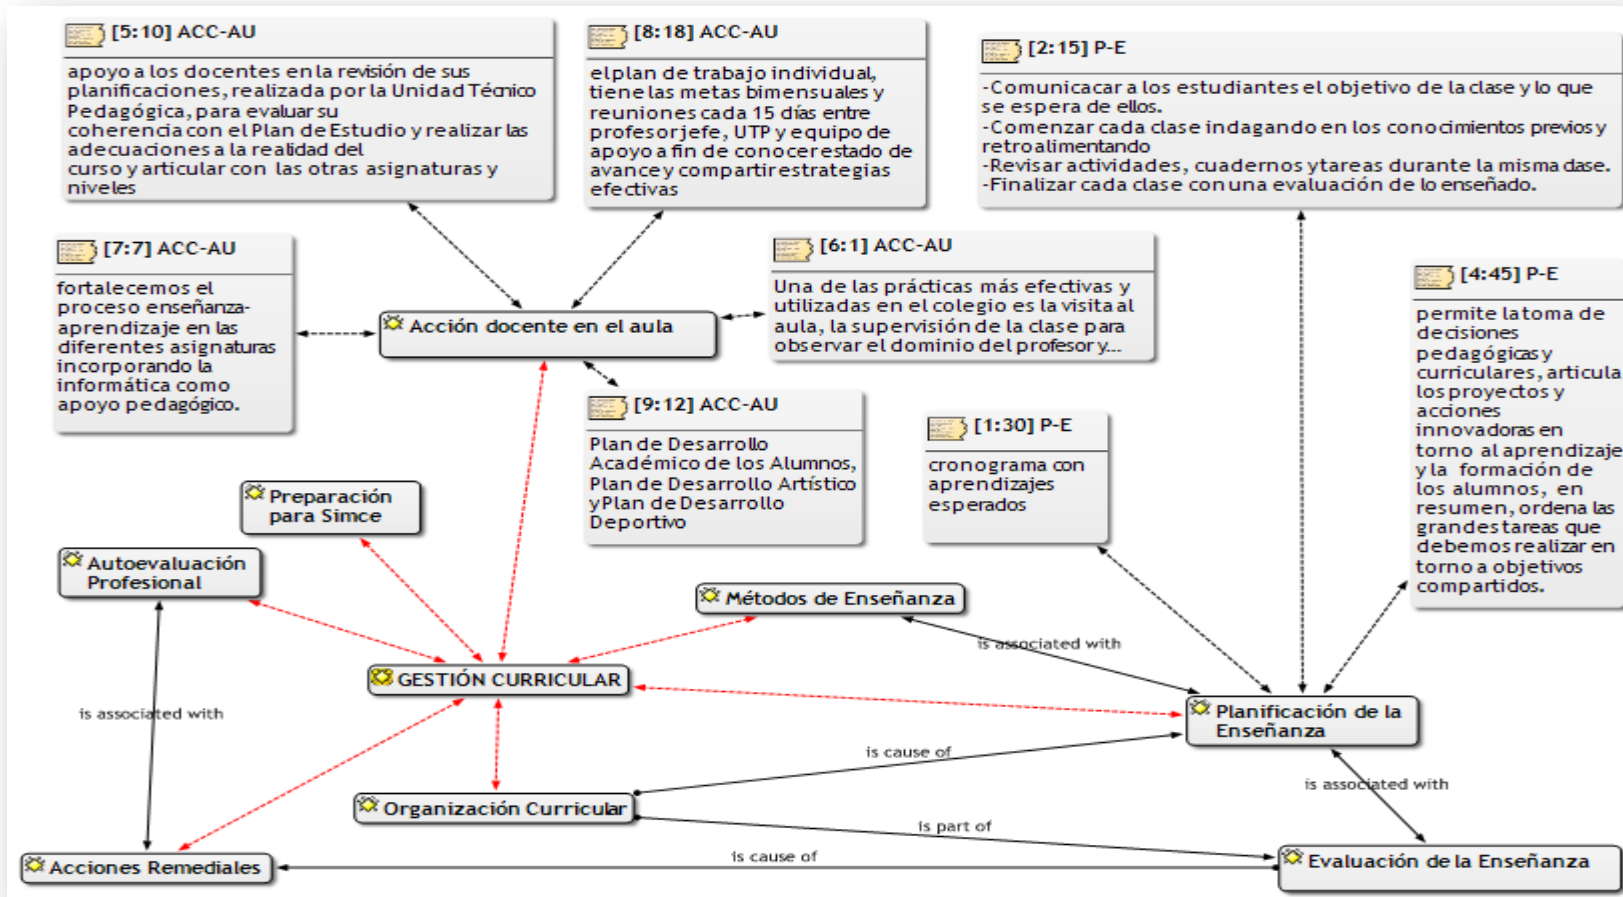 [5:10] ACC-AU
apoyo a los docentes en la revisión de sus
planificaciones, realizada por la Unidad Técnico
Pedagógica, para evaluar su
coherencia con el Plan de Estudio y realizar las
adecuaciones a la realidad del
curso y articular con las otras asignaturas y
niveles
[8:18] ACC-AU
el plan de trabajo individual,
tiene las metas bimensuales y
reuniones cada 15 días entre
profesor jefe, UTP y equipo de
apoyo a fin de conocer estado de
avance y compartir estrategias
efectivas
[2:15] P-E
-Comunicacar a los estudiantes el objetivo de la clase y lo que
se espera de ellos.
-Comenzar cada clase indagando en los conocimientos previos y
retroalimentando
-Revisar actividades, cuadernos y tareas durante la misma clase.
-Finalizar cada clase con una evaluación de lo enseñado.
[7:7] ACC-AU
fortalecemos el
proceso enseñanza-
aprendizaje en las
diferentes asignaturas
incorporando la
informática como
apoyo pedagógico.
Acción docente en el aula
[6:1] ACC-AU
Una de las prácticas más efectivas y
utilizadas en el colegio es la visita al
aula, la supervisión de la clase para
observar el dominio del profesor y...
[4:45] P-E
permite la toma de
decisiones
pedagógicas y
curriculares, articula
los proyectos y
acciones
innovadoras en
torno al aprendizaje
y la formación de
los alumnos, en
resumen, ordena las
grandes tareas que
debemos realizar en
torno a objetivos
compartidos.
[9:12] ACC-AU
Plan de Desarrollo
Académico de los Alumnos,
Plan de Desarrollo Artístico
y Plan de Desarrollo
Deportivo
[1:30] P-E
cronograma con
aprendizajes
esperados
Preparación
para Simce
Autoevaluación
Profesional
Métodos de Enseñanza
is associated with
GESTIÓN CURRICULAR
is associated with
Planificación de la
Enseñanza
is cause of
is associated with
Organización Curricular
is part of
is cause of
Acciones Remediales
Evaluación de la Enseñanza